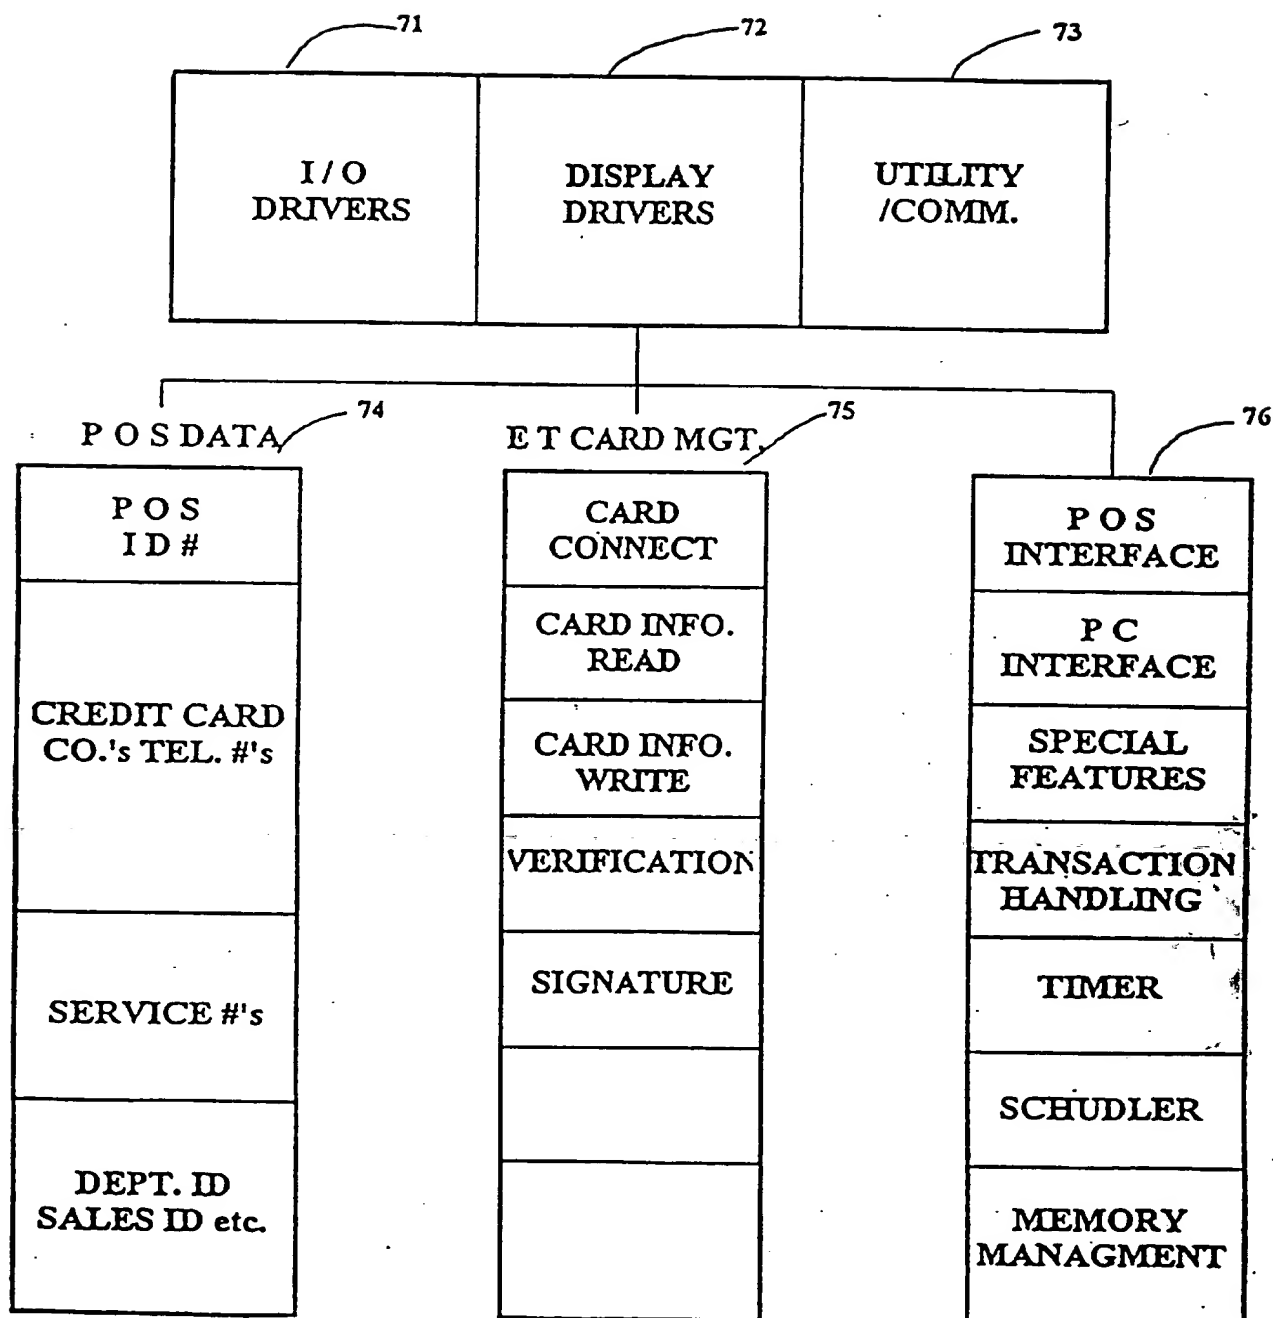 71
72
73
I / O
DRIVERS
DISPLAY
DRIVERS
UTILITY
/COMM.
74
75
76
P O S DATA
E T CARD MGT.
P O S
I D #
CREDIT CARD
CO.'s TEL. #'s
SERVICE #'s
DEPT. ID
SALES ID etc.
CARD
CONNECT
CARD INFO.
READ
CARD INFO.
WRITE
VERIFICATION
SIGNATURE
P O S
INTERFACE
P C
INTERFACE
SPECIAL
FEATURES
TRANSACTION
HANDLING
TIMER
SCHUDLER
MEMORY
MANAGMENT